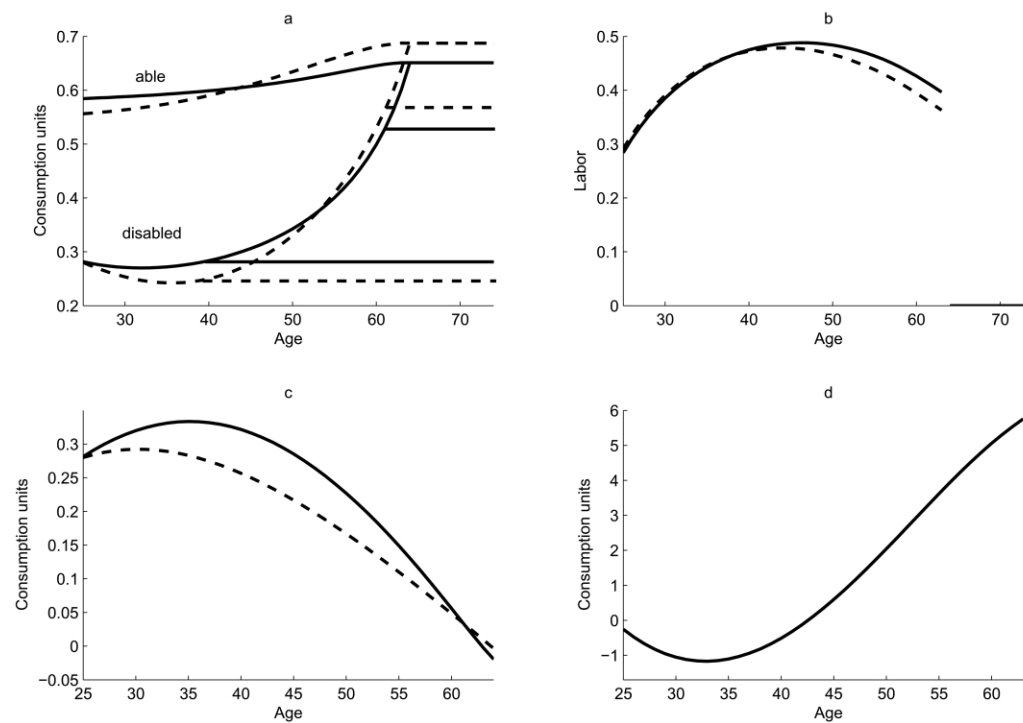 a
0.7
0.6
0.5
0.4
0.3
0.2
Consumption units
able
disabled
30 40 50 60 70
Age
b
0.5
0.4
0.3
0.2
0.1
0
Labor
30 40 50 60 70
Age
c
0.3
0.25
0.2
0.15
0.1
0.05
0
−0.05
Consumption units
25 30 35 40 45 50 55 60
Age
d
6
5
4
3
2
1
0
−1
Consumption units
25 30 35 40 45 50 55 60
Age